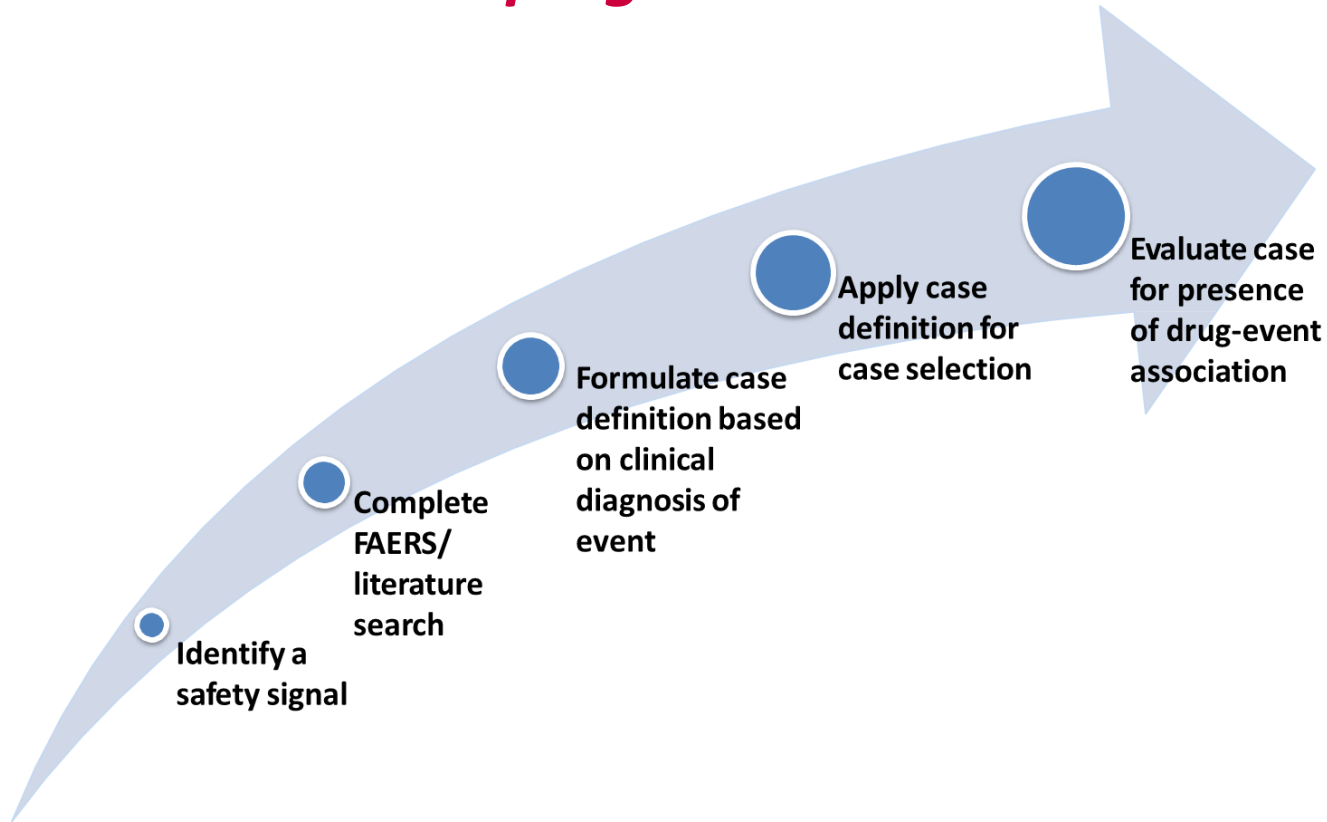 Identify a
safety signal
Complete
FAERS/
literature
search
Formulate case
definition based
on clinical
diagnosis of
event
Apply case
definition for
case selection
Evaluate case
for presence
of drug-event
association